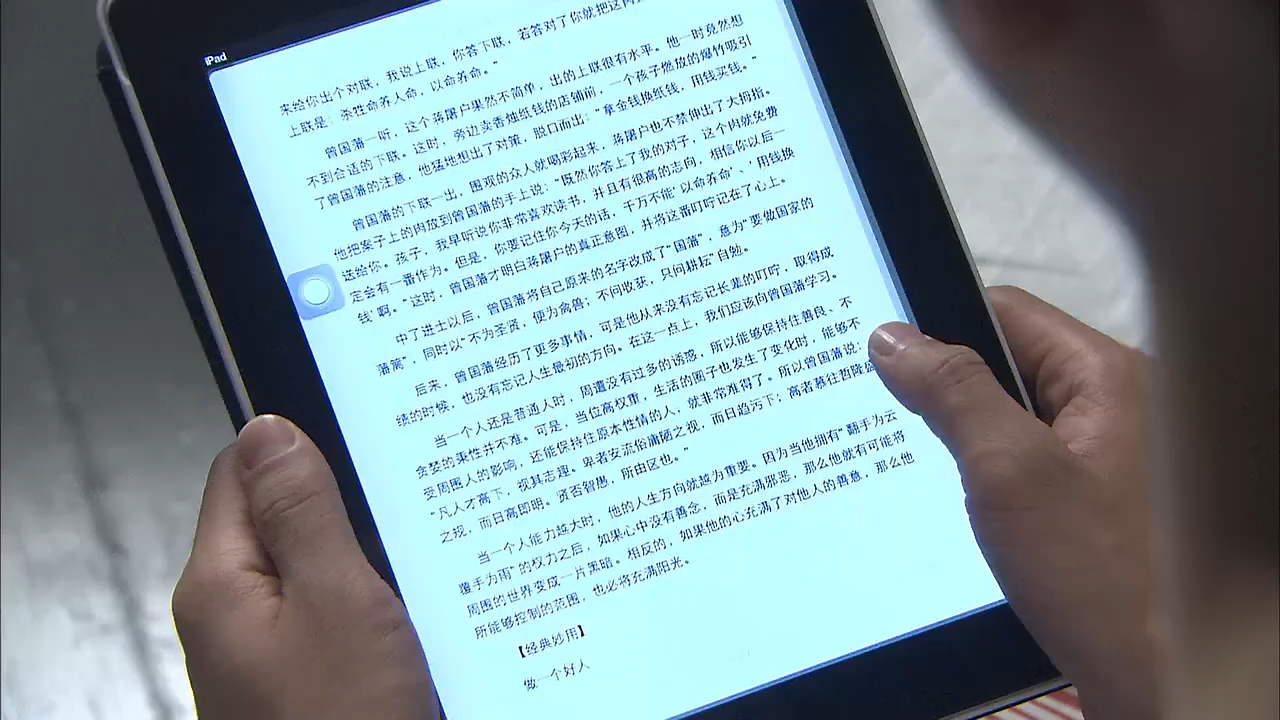 iPad
来给你出个对联，我说上联，你答下联，若答对了你就把这肉
上联是：杀牲命养人命，以命养命。”
曾国藩一听，这个蒋屠户果然不简单，出的上联很有水平。他一时竟然想
不到合适的下联。这时，旁边卖香烛纸钱的店铺前，一个孩子燃放的爆竹吸引
了曾国藩的注意，他猛地想出了对策，脱口而出：“拿金钱换纸钱，用钱买钱。”
曾国藩的下联一出，围观的众人就喝彩起来，蒋屠户也不禁伸出了大拇指。
他把案子上的肉放到曾国藩的手上说：“既然你答上了我的对子，这个肉就免费
送给你。孩子，我早听说你非常喜欢读书，并且有很高的志向，相信你以后一
定会有一番作为。但是，你要记住你今天的话，千万不能‘以命养命’、‘用钱换
钱’啊。”这时，曾国藩才明白蒋屠户的真正意图，并将这番叮咛记在了心上。
中了进士以后，曾国藩将自己原来的名字改成了“国藩”，意为“要做国家的
藩篱”，同时以“不为圣贤，便为禽兽；不问收获，只问耕耘”自勉。
后来，曾国藩经历了更多事情，可是他从来没有忘记长辈的叮咛，取得成
绩的时候，也没有忘记人生最初的方向。在这一点上，我们应该向曾国藩学习。
当一个人还是普通人时，周遭没有过多的诱惑，所以能够保持住善良、不
贪婪的秉性并不难。可是，当位高权重，生活的圈子也发生了变化时，能够不
受周围人的影响，还能保持住原本性情的人，就非常难得了。所以曾国藩说：
“凡人才高下，视其志趣。卑者安流俗庸陋之规，而日趋污下；高者慕往哲隆盛
之规，而日高即明。贤否智愚，所由区也。”
当一个人能力越大时，他的人生方向就越为重要。因为当他拥有“翻手为云
覆手为雨”的权力之后，如果心中没有善念，而是充满邪恶，那么他就有可能将
周围的世界变成一片黑暗。相反的，如果他的心充满了对他人的善意，那么他
所能够控制的范围，也必将充满阳光。
【经典妙用】
做一个好人